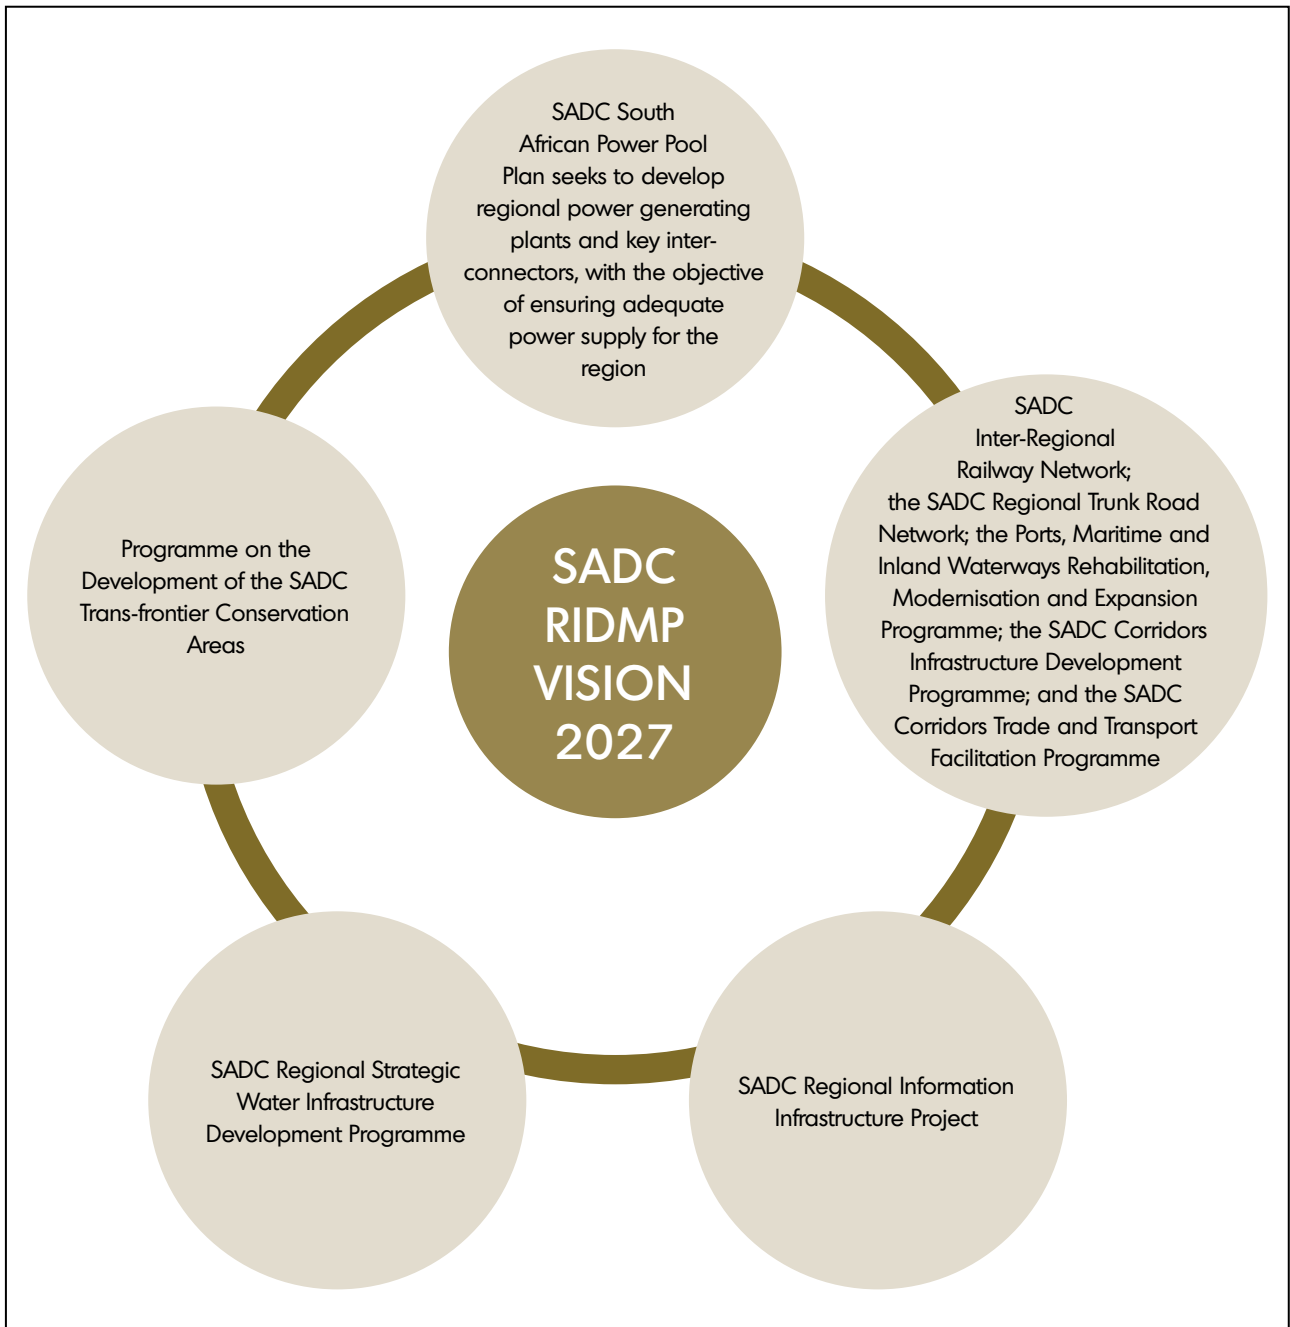 SADC South
African Power Pool
Plan seeks to develop
regional power generating
plants and key inter-
connectors, with the objective
of ensuring adequate
power supply for the
region
SADC
Inter-Regional
Railway Network;
the SADC Regional Trunk Road
Network; the Ports, Maritime and
Inland Waterways Rehabilitation,
Modernisation and Expansion
Programme; the SADC Corridors
Infrastructure Development
Programme; and the SADC
Corridors Trade and Transport
Facilitation Programme
Programme on the
Development of the SADC
Trans-frontier Conservation
Areas
SADC
RIDMP
VISION
2027
SADC Regional Strategic
Water Infrastructure
Development Programme
SADC Regional Information
Infrastructure Project